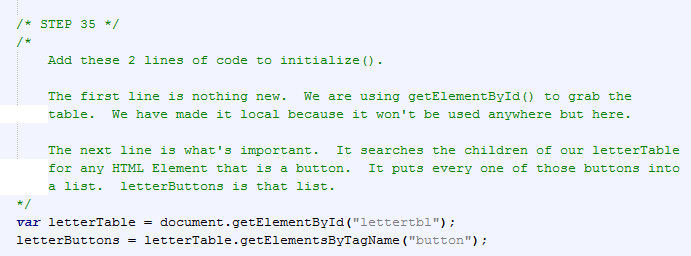 /* STEP 35 */
/*
Add these 2 lines of code to initialize().
The first line is nothing new.  We are using getElementById() to grab the
table.  We have made it local because it won't be used anywhere but here.
The next line is what's important.  It searches the children of our letterTable
for any HTML Element that is a button.  It puts every one of those buttons into
a list.  letterButtons is that list.
*/
var letterTable = document.getElementById("lettertbl");
letterButtons = letterTable.getElementsByTagName("button");